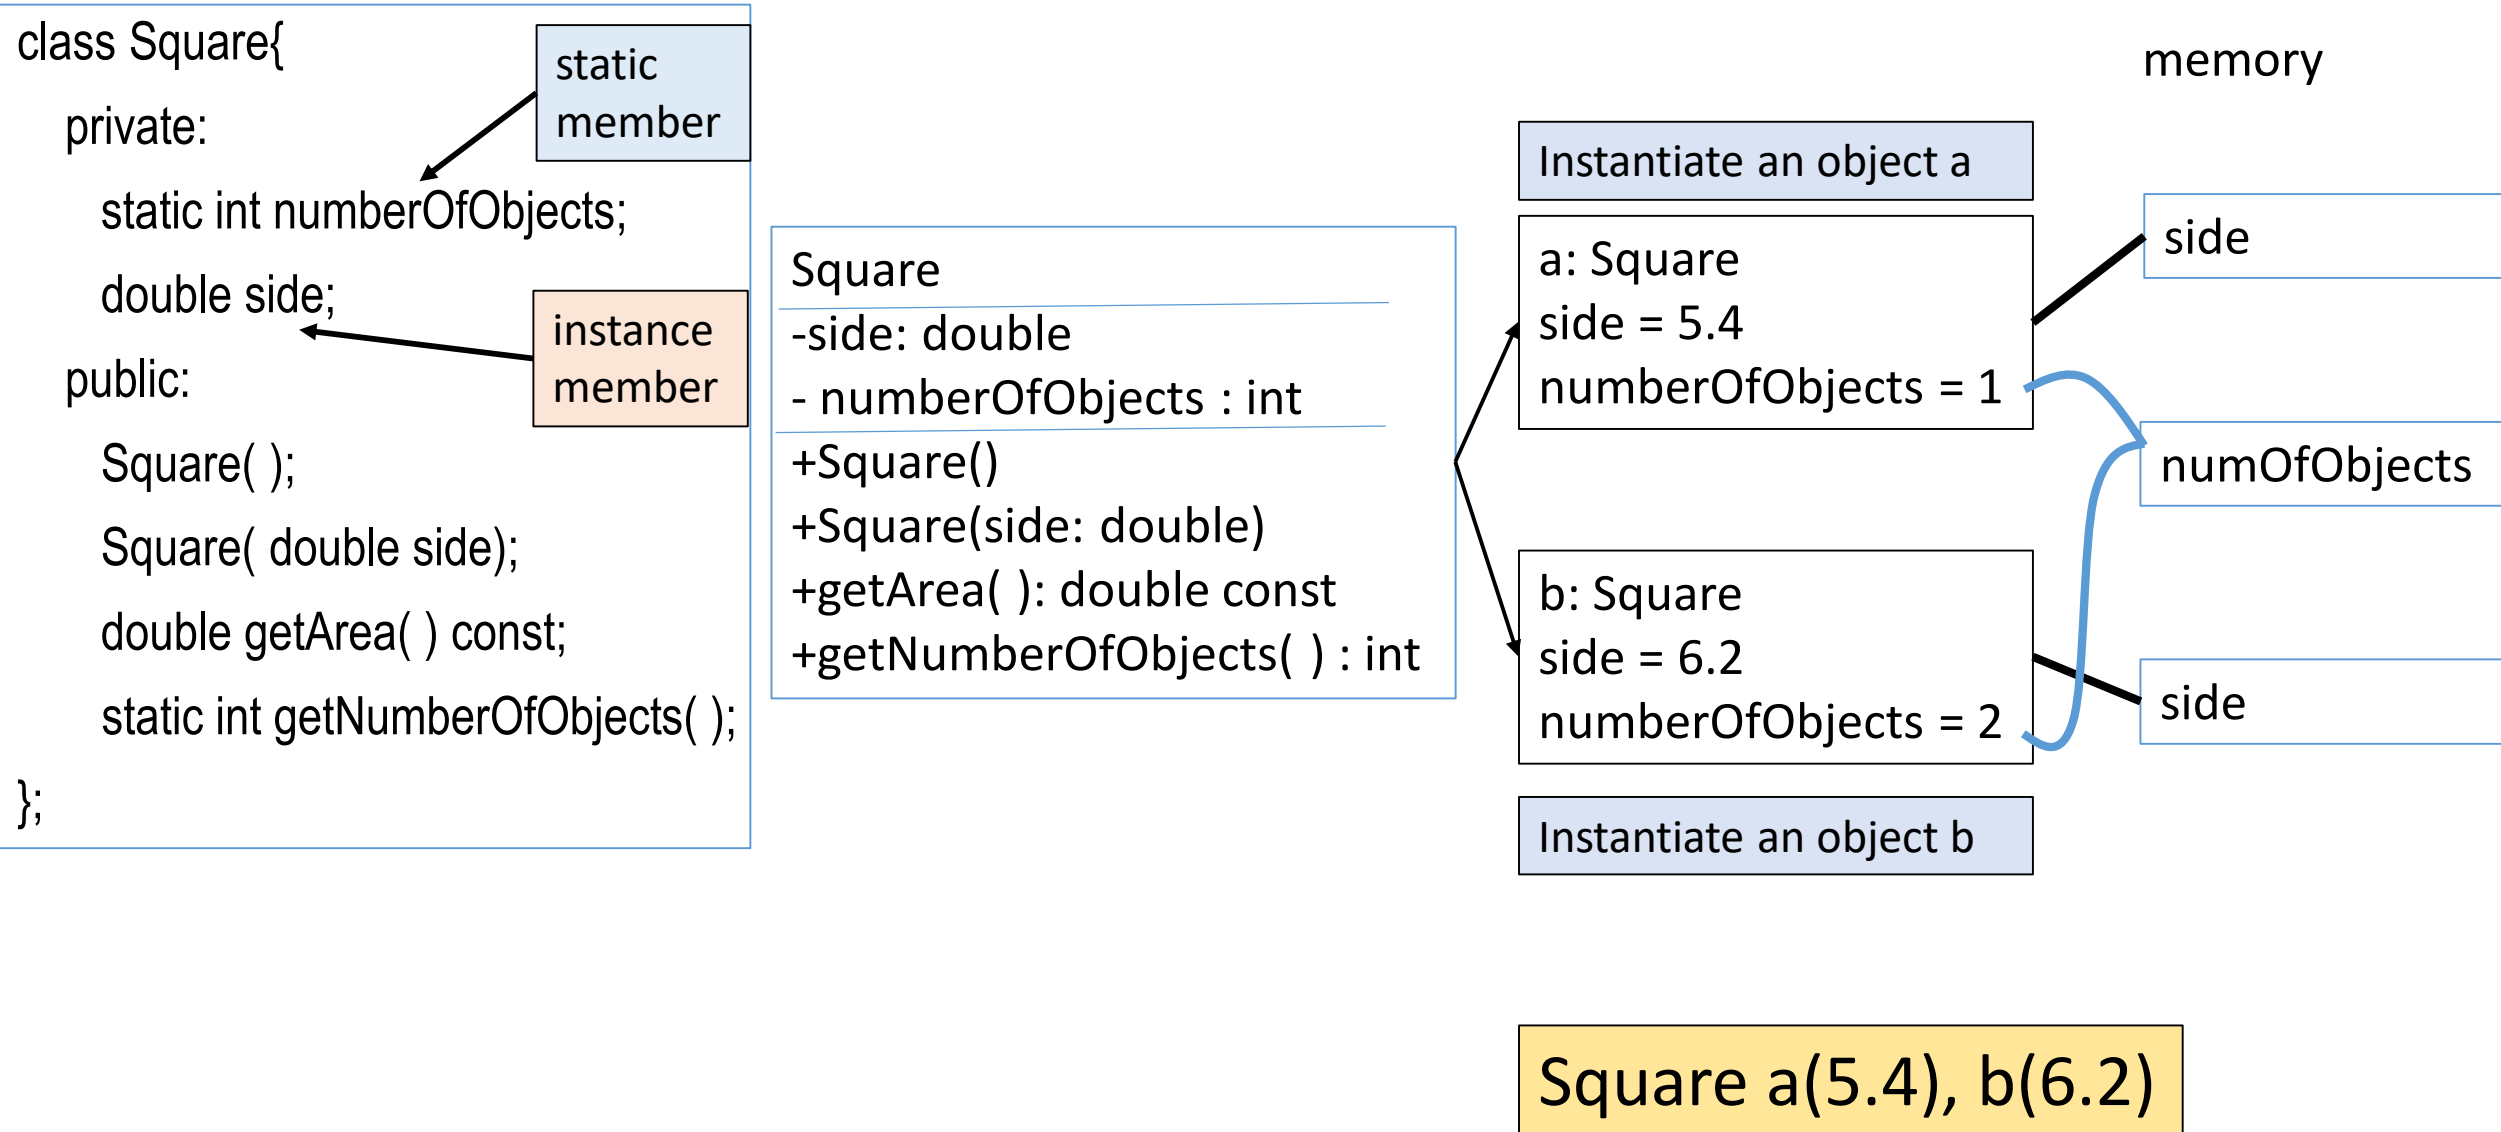 class Square{
private:
static int numberOfObjects;
double side;
public:
Square( );
Square( double side);
double getArea( ) const;
static int getNumberOfObjects( );
};
static
member
instance
member
Square
-side: double
- numberOfObjects : int
+Square()
+Square(side: double)
+getArea( ): double const
+getNumberOfObjects( ) : int
Instantiate an object a
a: Square
side = 5.4
numberOfObjects = 1
b: Square
side = 6.2
numberOfObjects = 2
Instantiate an object b
memory
side
numOfObjects
side
Square a(5.4), b(6.2)